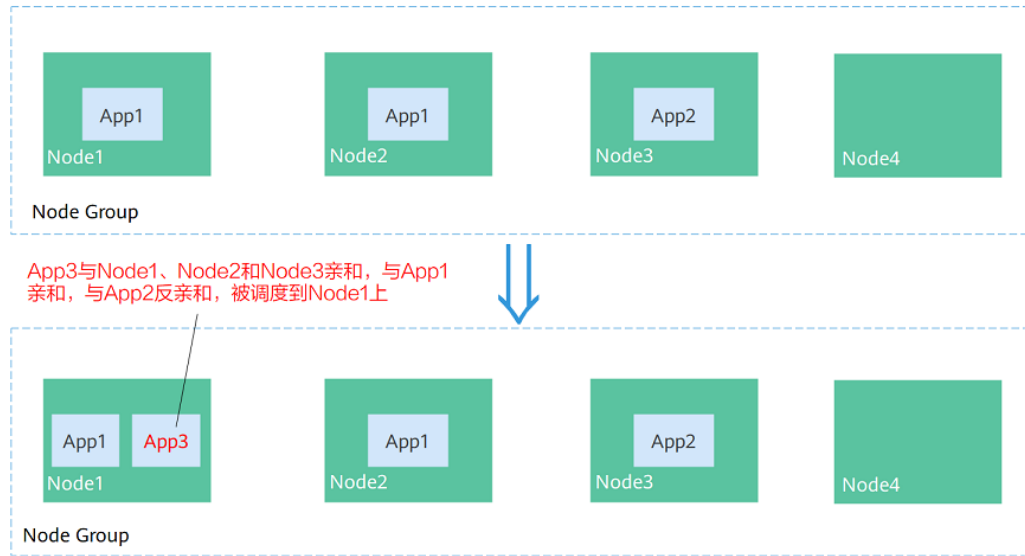 App1
App1
App2
Node1
Node2
Node3
Node4
Node Group
App3与Node1、Node2和Node3亲和，与App1
亲和，与App2反亲和，被调度到Node1上
App1
App3
App1
App2
Node1
Node2
Node3
Node4
Node Group